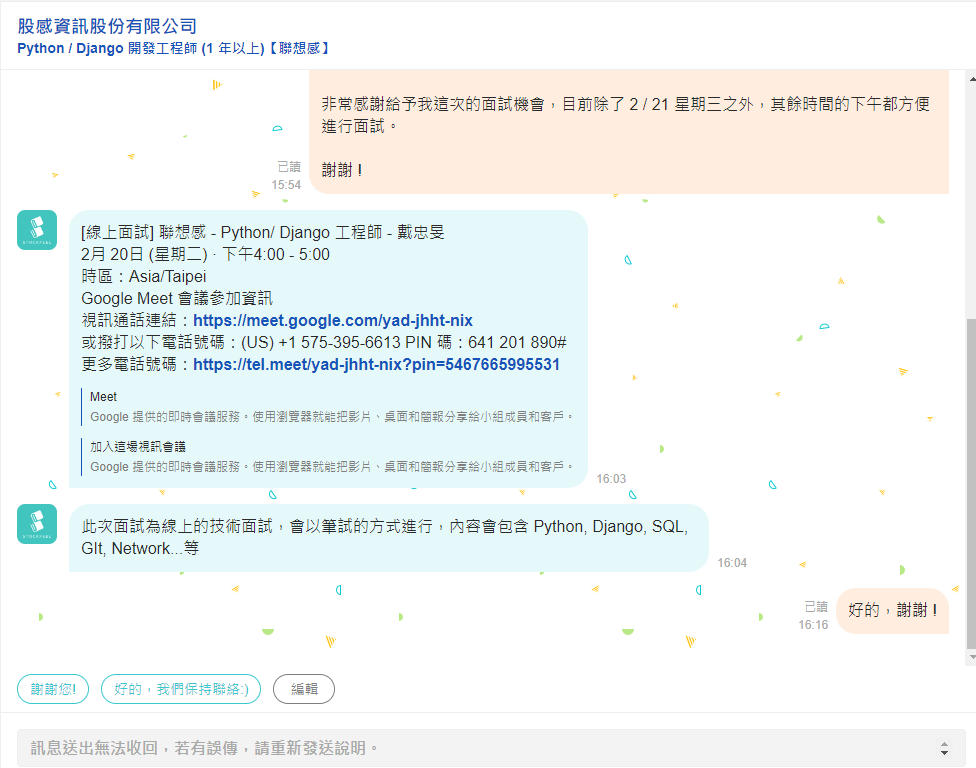 股感資訊股份有限公司
Python / Django 開發工程師 (1 年以上)【聯想感】
非常感謝給予我這次的面試機會，目前除了 2 / 21 星期三之外，其餘時間的下午都方便
進行面試。
謝謝！
已讀
15:54
[線上面試] 聯想感 - Python/ Django 工程師 - 戴忠旻
2月 20日 (星期二) · 下午4:00 - 5:00
時區：Asia/Taipei
Google Meet 會議參加資訊
視訊通話連結：https://meet.google.com/yad-jhht-nix
或撥打以下電話號碼：(US) +1 575-395-6613 PIN 碼：641 201 890#
更多電話號碼：https://tel.meet/yad-jhht-nix?pin=5467665995531
Meet
Google 提供的即時會議服務。使用瀏覽器就能把影片、桌面和簡報分享給小組成員和客戶。
加入這場視訊會議
Google 提供的即時會議服務。使用瀏覽器就能把影片、桌面和簡報分享給小組成員和客戶。
16:03
此次面試為線上的技術面試，會以筆試的方式進行，內容會包含 Python, Django, SQL,
GIt, Network...等
16:04
已讀
16:16
好的，謝謝！
謝謝您!
好的，我們保持聯絡:)
編輯
訊息送出無法收回，若有誤傳，請重新發送說明。